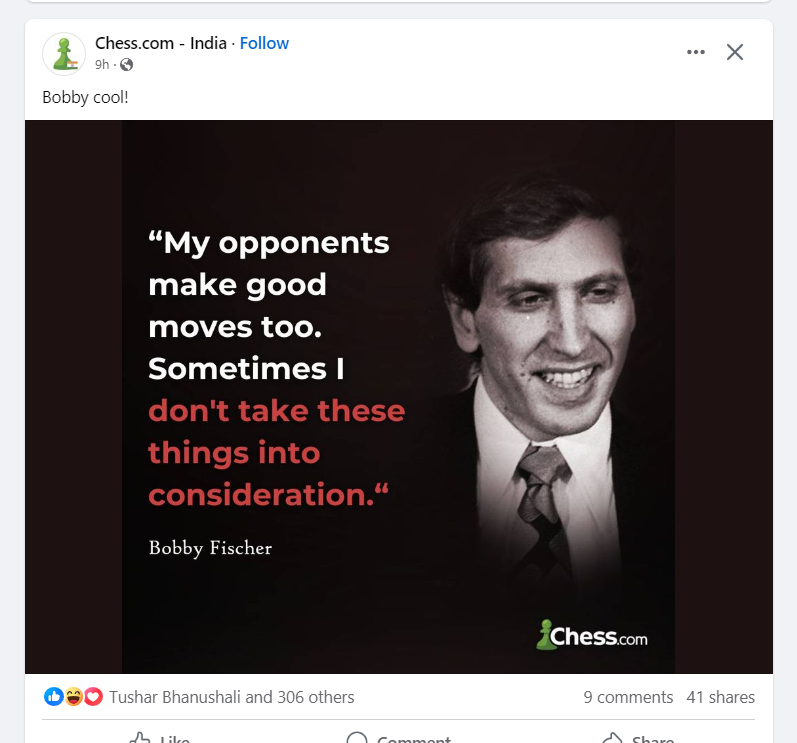 Chess.com - India · Follow
9h ·
Bobby cool!
“My opponents
make good
moves too.
Sometimes I
don't take these
things into
consideration.“
Bobby Fischer
Chess.com
Tushar Bhanushali and 306 others
9 comments 41 shares
Like Comment Share